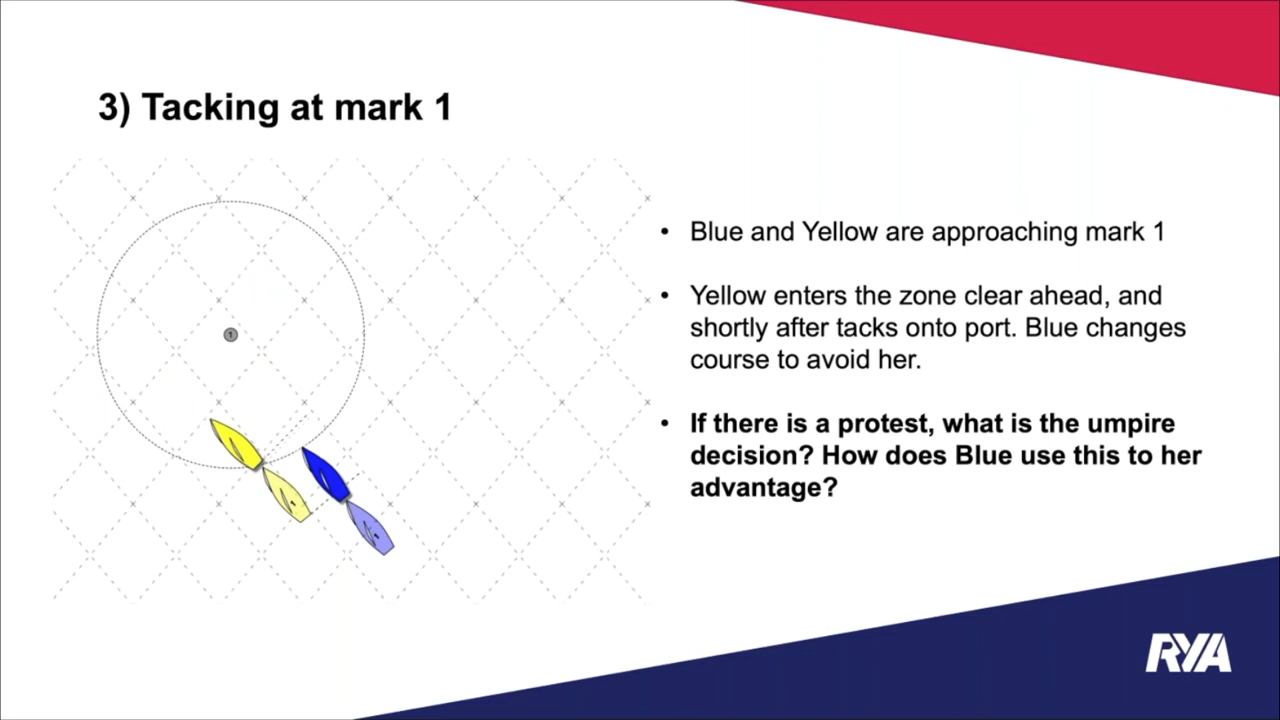 3) Tacking at mark 1
1
• Blue and Yellow are approaching mark 1
• Yellow enters the zone clear ahead, and
shortly after tacks onto port. Blue changes
course to avoid her.
• If there is a protest, what is the umpire
decision? How does Blue use this to her
advantage?
RYA